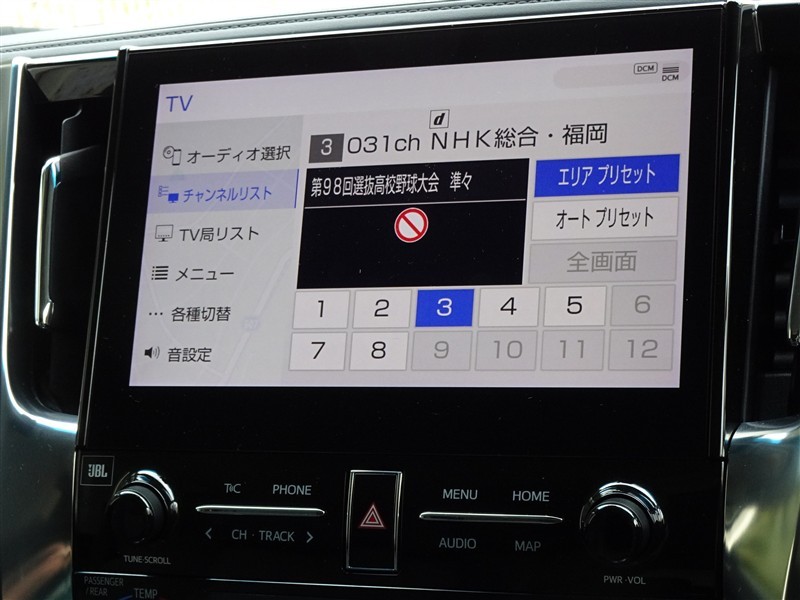 DCM
DCM
TV
d
3 031ch NHK総合・福岡
オーディオ選択
チャンネルリスト
TV局リスト
メニュー
各種切替
音設定
第98回選抜高校野球大会 準々
エリア プリセット
オート プリセット
全画面
1 2 3 4 5 6
7 8 9 10 11 12
JBL
T&C PHONE
MENU HOME
< CH · TRACK >
AUDIO MAP
TUNE·SCROLL
PWR ·VOL
PASSENGER
/ REAR TEMP